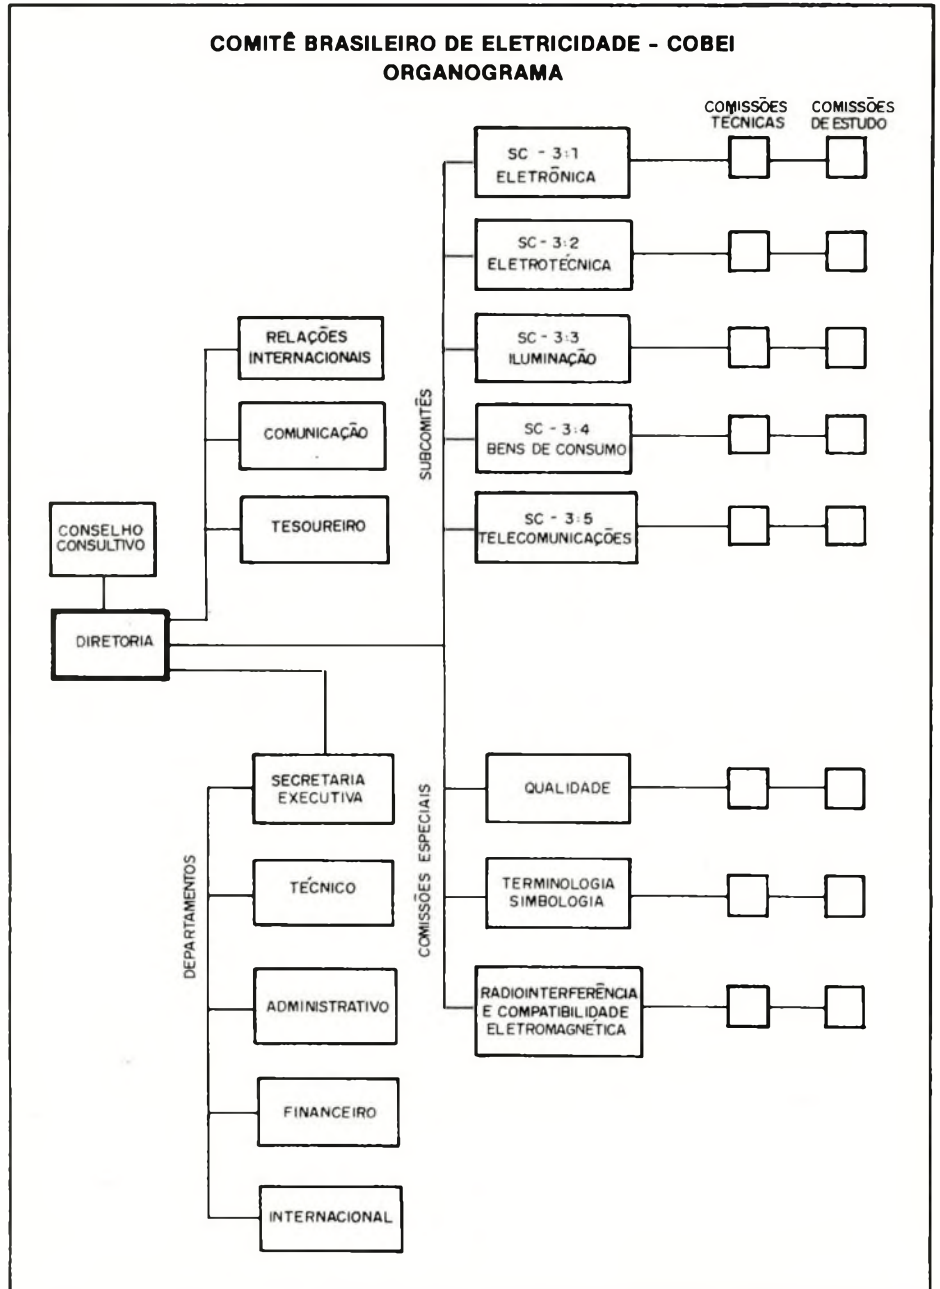 COMITÊ BRASILEIRO DE ELETRICIDADE - COBEI
ORGANOGRAMA
COMISSÕES
TÉCNICAS
COMISSÕES
DE ESTUDO
SC - 3:1
ELETRÔNICA
SC - 3:2
ELETROTÉCNICA
SC - 3:3
ILUMINAÇÃO
SC - 3:4
BENS DE CONSUMO
SC - 3:5
TELECOMUNICAÇÕES
SUBCOMITÊS
RELAÇÕES
INTERNACIONAIS
COMUNICAÇÃO
TESOUREIRO
CONSELHO
CONSULTIVO
DIRETORIA
SECRETARIA
EXECUTIVA
DEPARTAMENTOS
TÉCNICO
ADMINISTRATIVO
FINANCEIRO
INTERNACIONAL
COMISSÕES ESPECIAIS
QUALIDADE
TERMINOLOGIA
SIMBOLOGIA
RADIOINTERFERÊNCIA
E COMPATIBILIDADE
ELETROMAGNÉTICA